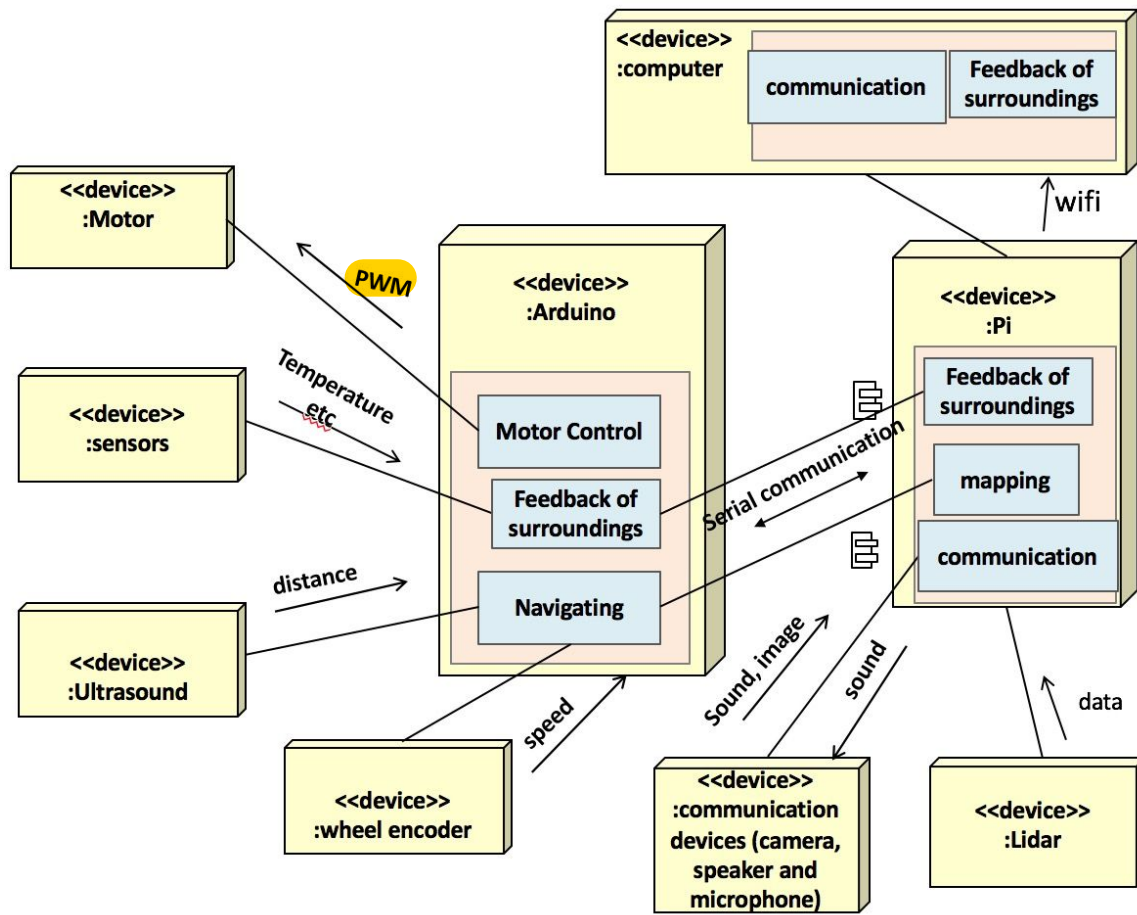 <<device>>
:computer
communication
Feedback of
surroundings
wifi
<<device>>
:Motor
PWM
<<device>>
:Arduino
<<device>>
:Pi
Temperature
etc
<<device>>
:sensors
Motor Control
Feedback of
surroundings
Navigating
Serial communication
Feedback of
surroundings
mapping
communication
distance
<<device>>
:Ultrasound
speed
<<device>>
:wheel encoder
Sound, image
sound
<<device>>
:communication
devices (camera,
speaker and
microphone)
data
<<device>>
:Lidar